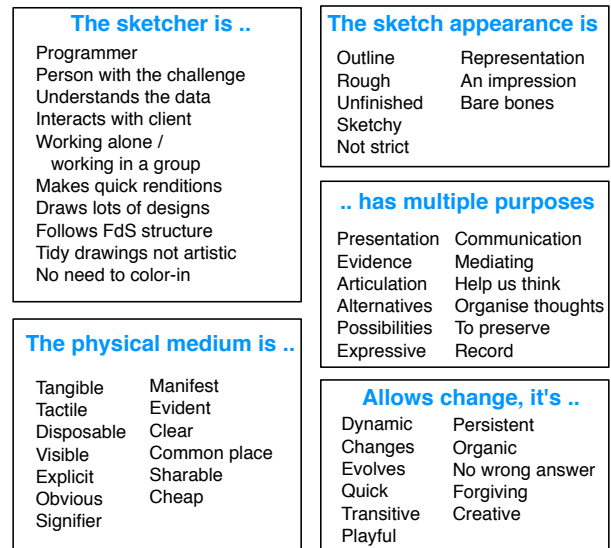 The sketcher is ..
Programmer
Person with the challenge
Understands the data
Interacts with client
Working alone /
working in a group
Makes quick renditions
Draws lots of designs
Follows FdS structure
Tidy drawings not artistic
No need to color-in
The physical medium is ..
Tangible
Tactile
Disposable
Visible
Explicit
Obvious
Signifier
Manifest
Evident
Clear
Common place
Sharable
Cheap
The sketch appearance is
Outline
Rough
Unfinished
Sketchy
Not strict
Representation
An impression
Bare bones
.. has multiple purposes
Presentation
Evidence
Articulation
Alternatives
Possibilities
Expressive
Communication
Mediating
Help us think
Organise thoughts
To preserve
Record
Allows change, it's ..
Dynamic
Changes
Evolves
Quick
Transitive
Playful
Persistent
Organic
No wrong answer
Forgiving
Creative